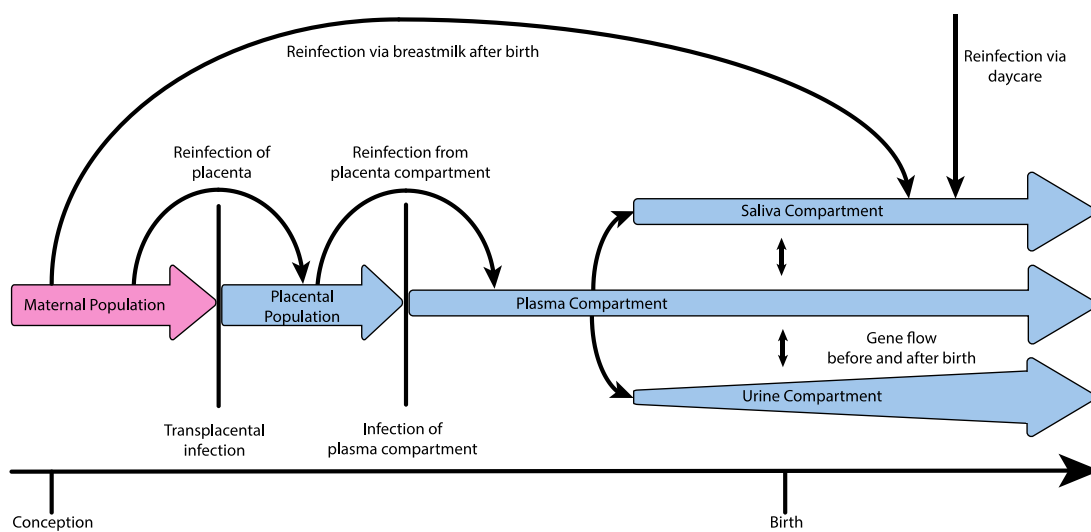 Reinfection via breastmilk after birth
Reinfection via
daycare
Reinfection of
placenta
Reinfection from
placenta compartment
Saliva Compartment
Maternal Population
Placental
Population
Plasma Compartment
Gene flow
before and after birth
Urine Compartment
Transplacental
infection
Infection of
plasma compartment
Conception
Birth